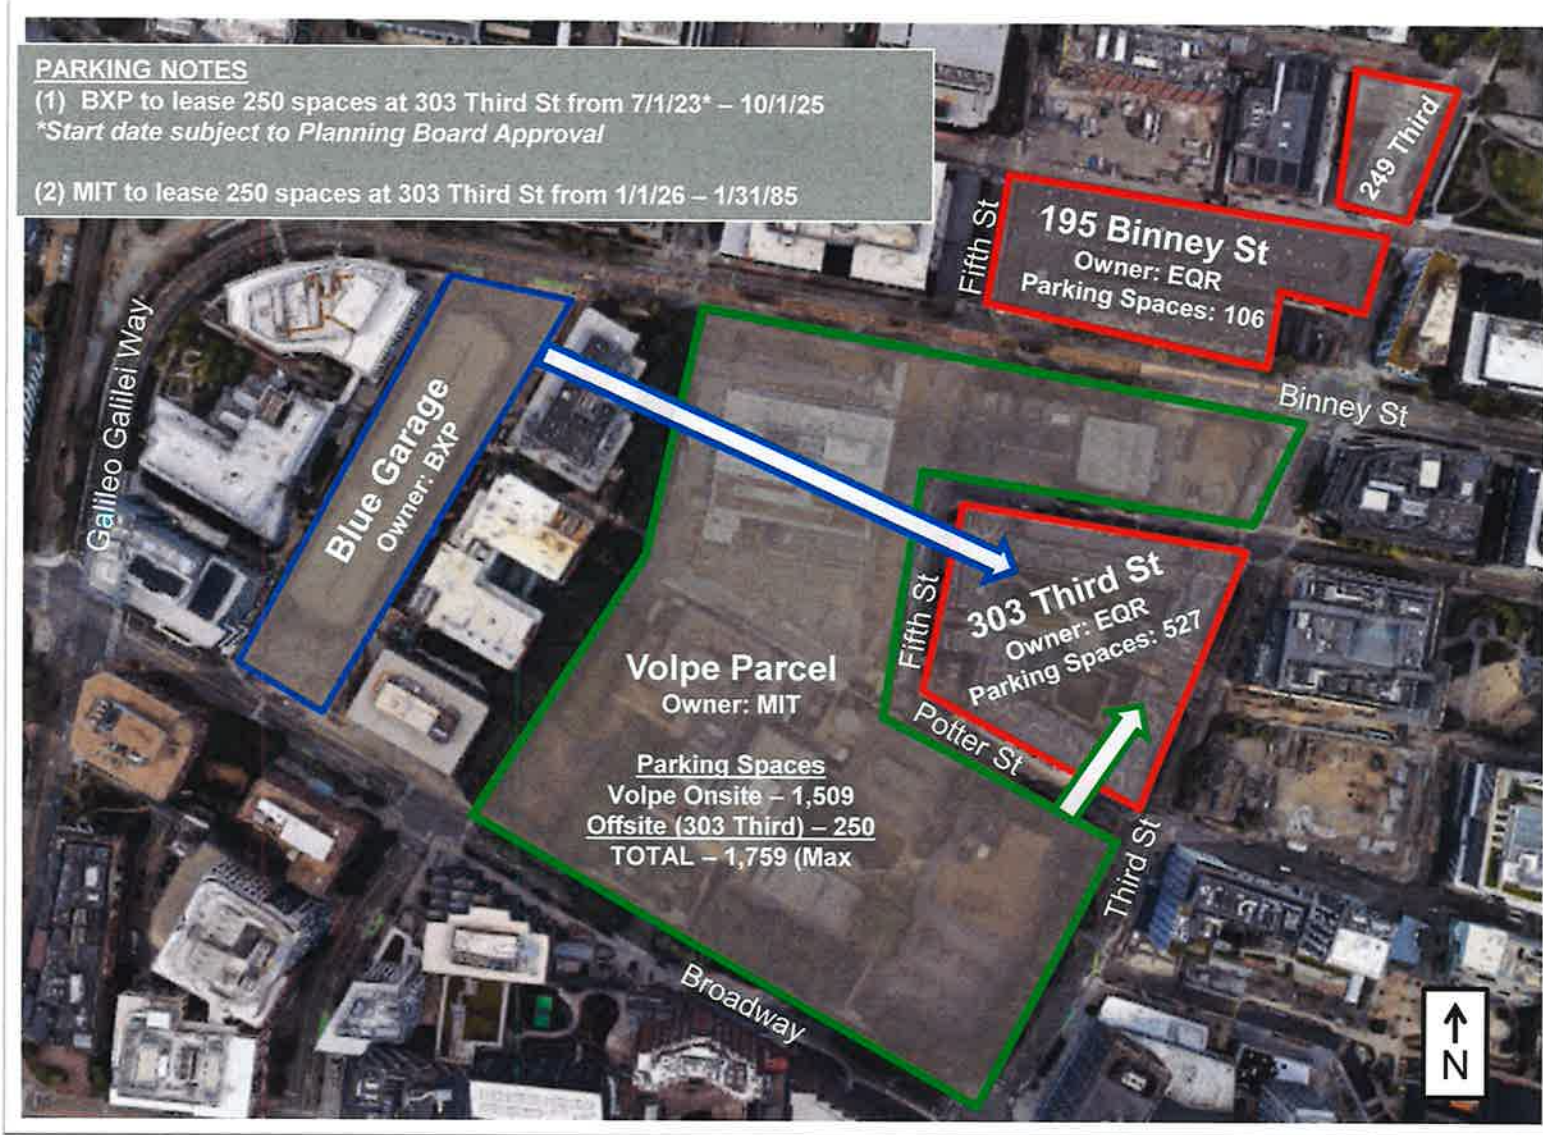 PARKING NOTES
(1) BXP to lease 250 spaces at 303 Third St from 7/1/23* – 10/1/25
*Start date subject to Planning Board Approval
(2) MIT to lease 250 spaces at 303 Third St from 1/1/26 – 1/31/85
249 Third
Fifth St
195 Binney St
Owner: EQR
Parking Spaces: 106
Galileo Galilei Way
Blue Garage
Owner: BXP
Binney St
Fifth St
303 Third St
Owner: EQR
Parking Spaces: 527
Volpe Parcel
Owner: MIT
Potter St
Parking Spaces
Volpe Onsite – 1,509
Offsite (303 Third) – 250
TOTAL – 1,759 (Max
Third St
Broadway
N